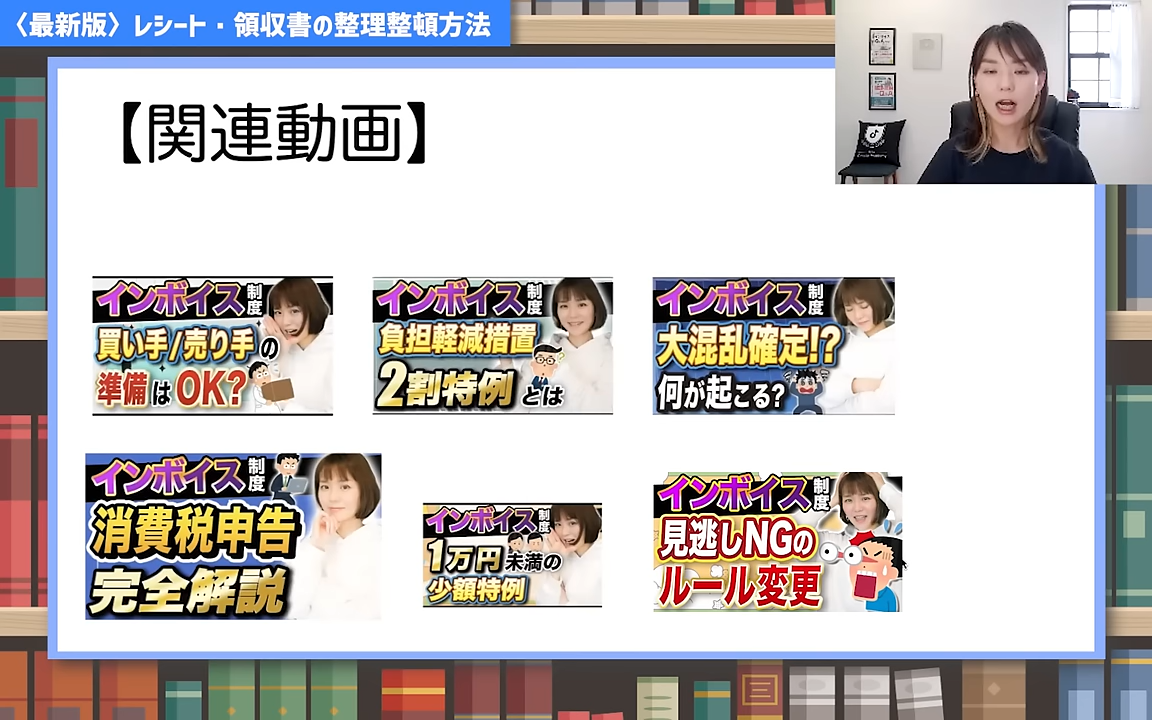 〈最新版〉レシート・領収書の整理整頓方法
【関連動画】
インボイス制度
買い手/売り手の
準備はOK?
インボイス制度
負担軽減措置
2割特例とは
インボイス制度
大混乱確定!?
何が起こる?
インボイス制度
消費税申告
完全解説
インボイス制度
1万円未満の
少額特例
インボイス制度
見逃しNGの
ルール変更